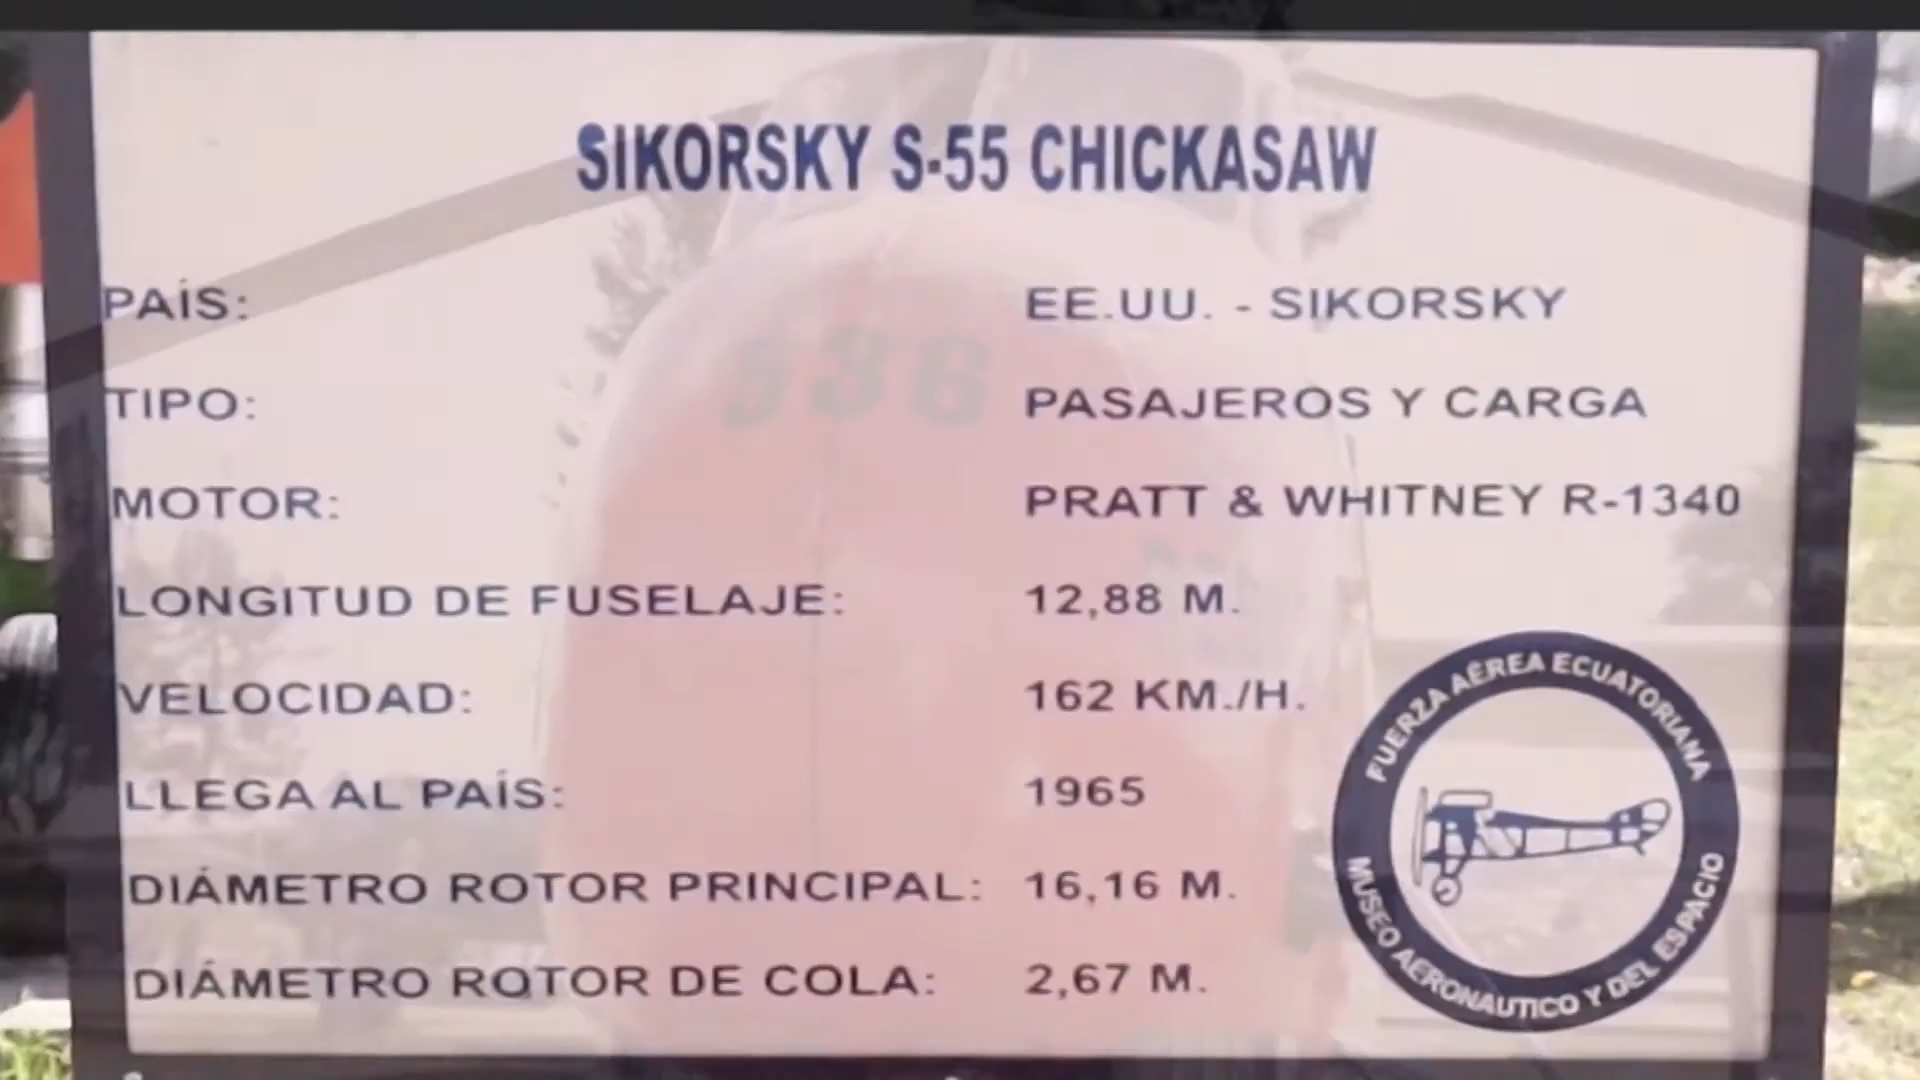 SIKORSKY S-55 CHICKASAW
PAÍS: EE.UU. - SIKORSKY
TIPO: PASAJEROS Y CARGA
MOTOR: PRATT & WHITNEY R-1340
LONGITUD DE FUSELAJE: 12,88 M.
VELOCIDAD: 162 KM./H.
LLEGA AL PAÍS: 1965
DIÁMETRO ROTOR PRINCIPAL: 16,16 M.
DIÁMETRO ROTOR DE COLA: 2,67 M.
FUERZA AÉREA ECUATORIANA
MUSEO AERONAUTICO Y DEL ESPACIO